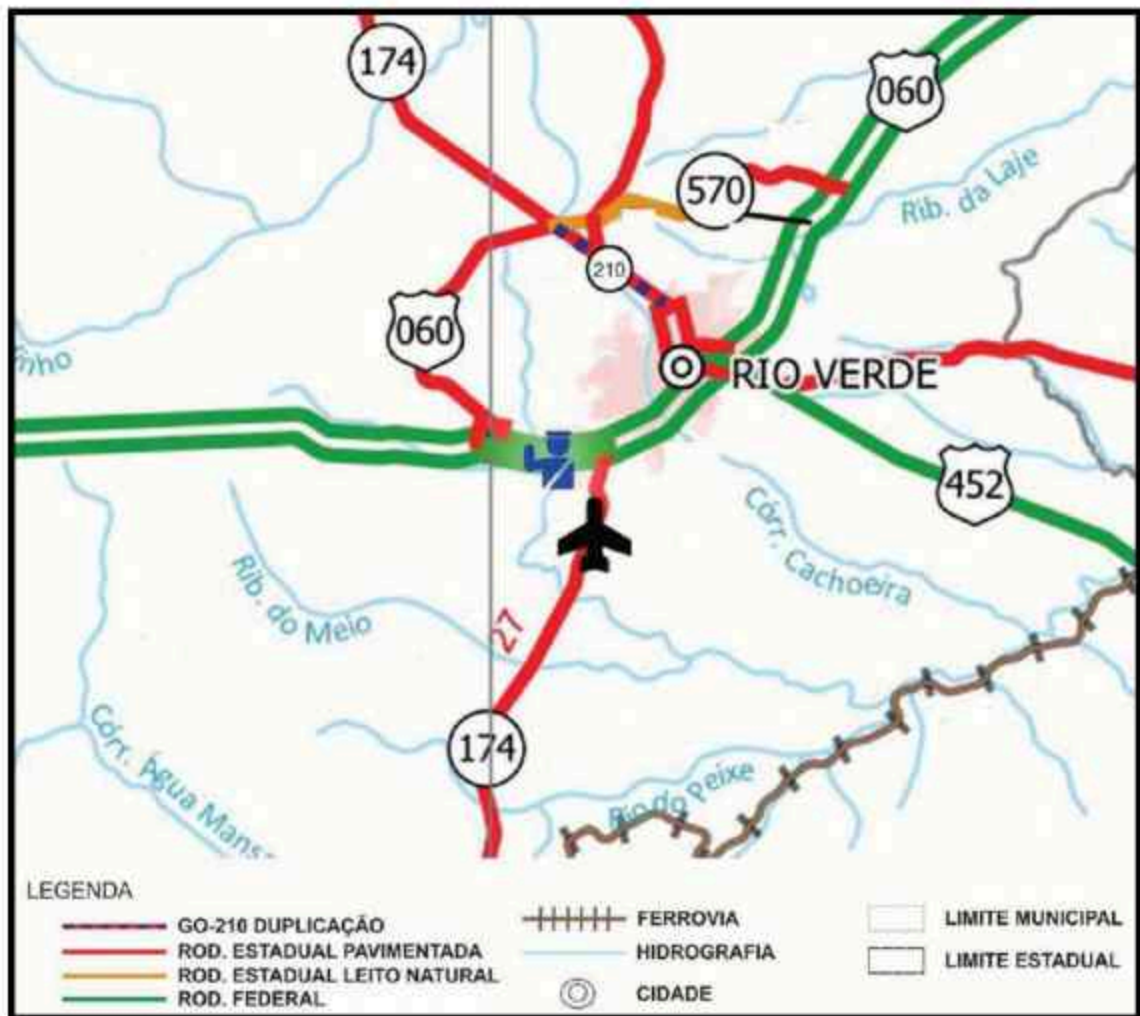 174
060
570
Rib. da Laje
210
060
nho
RIO VERDE
452
Córr. Cachoeira
Rib. do Meio
27
174
Córr. Água Mans
Rio do Peixe
LEGENDA
GO-210 DUPLICAÇÃO
ROD. ESTADUAL PAVIMENTADA
ROD. ESTADUAL LEITO NATURAL
ROD. FEDERAL
FERROVIA
HIDROGRAFIA
CIDADE
LIMITE MUNICIPAL
LIMITE ESTADUAL